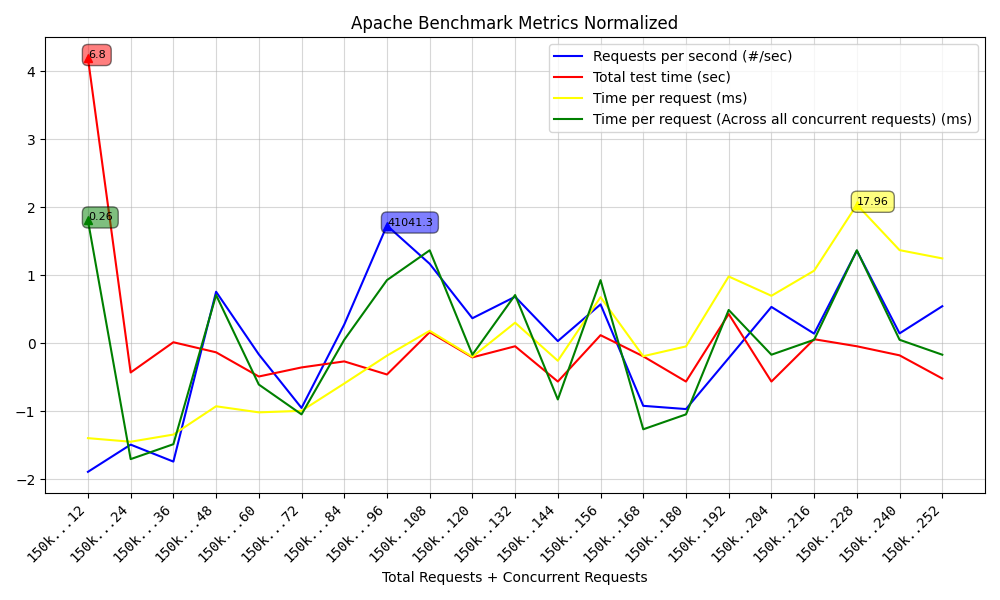 Apache Benchmark Metrics Normalized
Requests per second (#/sec)
Total test time (sec)
Time per request (ms)
Time per request (Across all concurrent requests) (ms)
6.8
0.26
41041.3
17.96
4
3
2
1
0
−1
−2
150k...12
150k...24
150k...36
150k...48
150k...60
150k...72
150k...84
150k...96
150k...108
150k...120
150k...132
150k...144
150k...156
150k...168
150k...180
150k...192
150k...204
150k...216
150k...228
150k...240
150k...252
Total Requests + Concurrent Requests